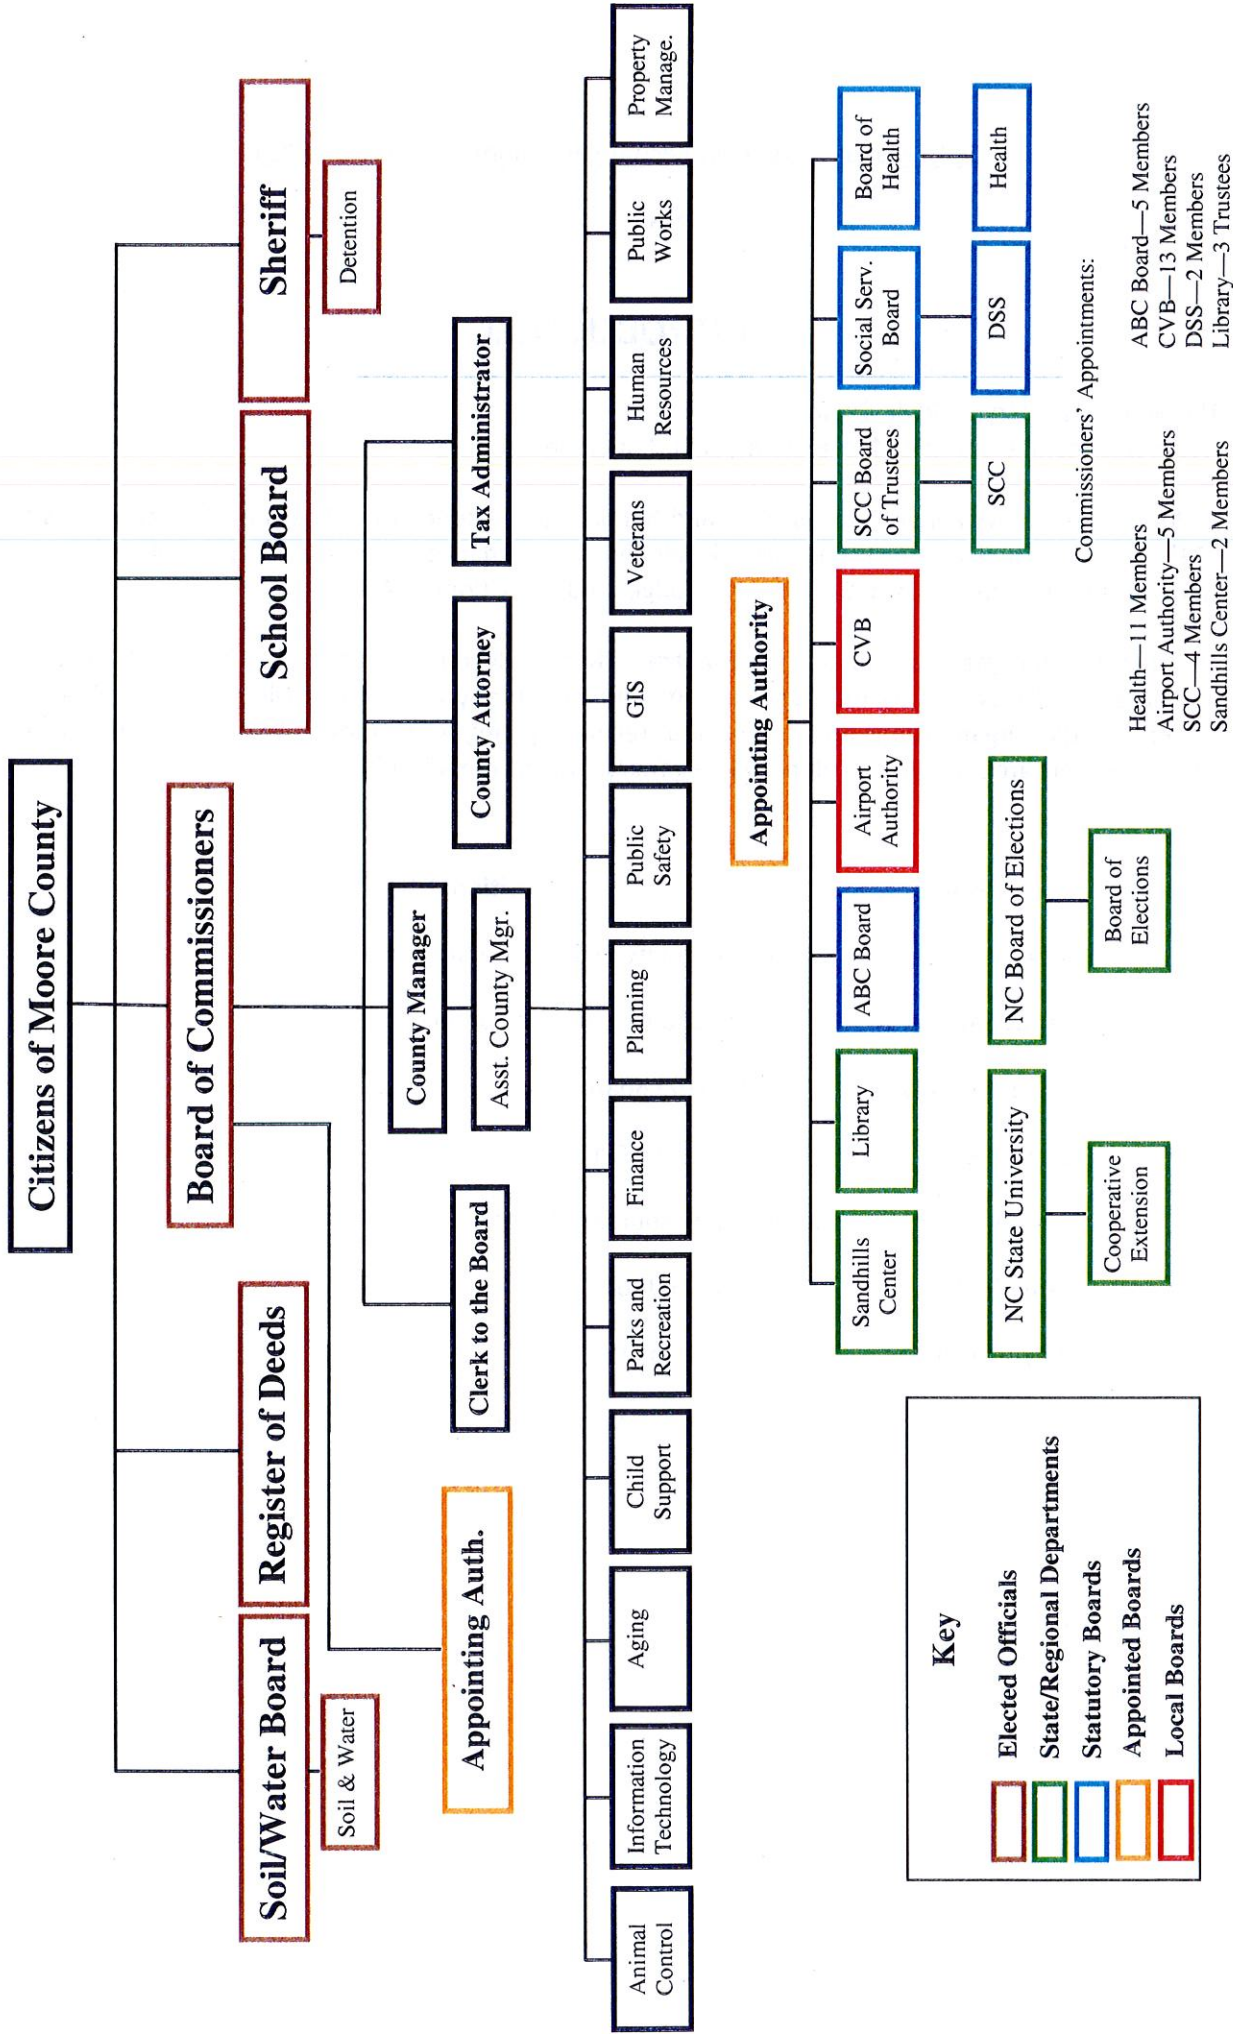 Citizens of Moore County
Board of Commissioners
Soil/Water Board
Register of Deeds
School Board
Sheriff
Soil & Water
Detention
Appointing Auth.
Clerk to the Board
County Manager
Asst. County Mgr.
County Attorney
Tax Administrator
Animal
Control
Information
Technology
Aging
Child
Support
Parks and
Recreation
Finance
Planning
Public
Safety
GIS
Veterans
Human
Resources
Public
Works
Property
Manage.
Appointing Authority
Sandhills
Center
Library
ABC Board
Airport
Authority
CVB
SCC Board
of Trustees
Social Serv.
Board
Board of
Health
SCC
DSS
Health
NC State University
NC Board of Elections
Cooperative
Extension
Board of
Elections
Key
Elected Officials
State/Regional Departments
Statutory Boards
Appointed Boards
Local Boards
Commissioners' Appointments:
Health—11 Members
Airport Authority—5 Members
SCC—4 Members
Sandhills Center—2 Members
ABC Board—5 Members
CVB—13 Members
DSS—2 Members
Library—3 Trustees